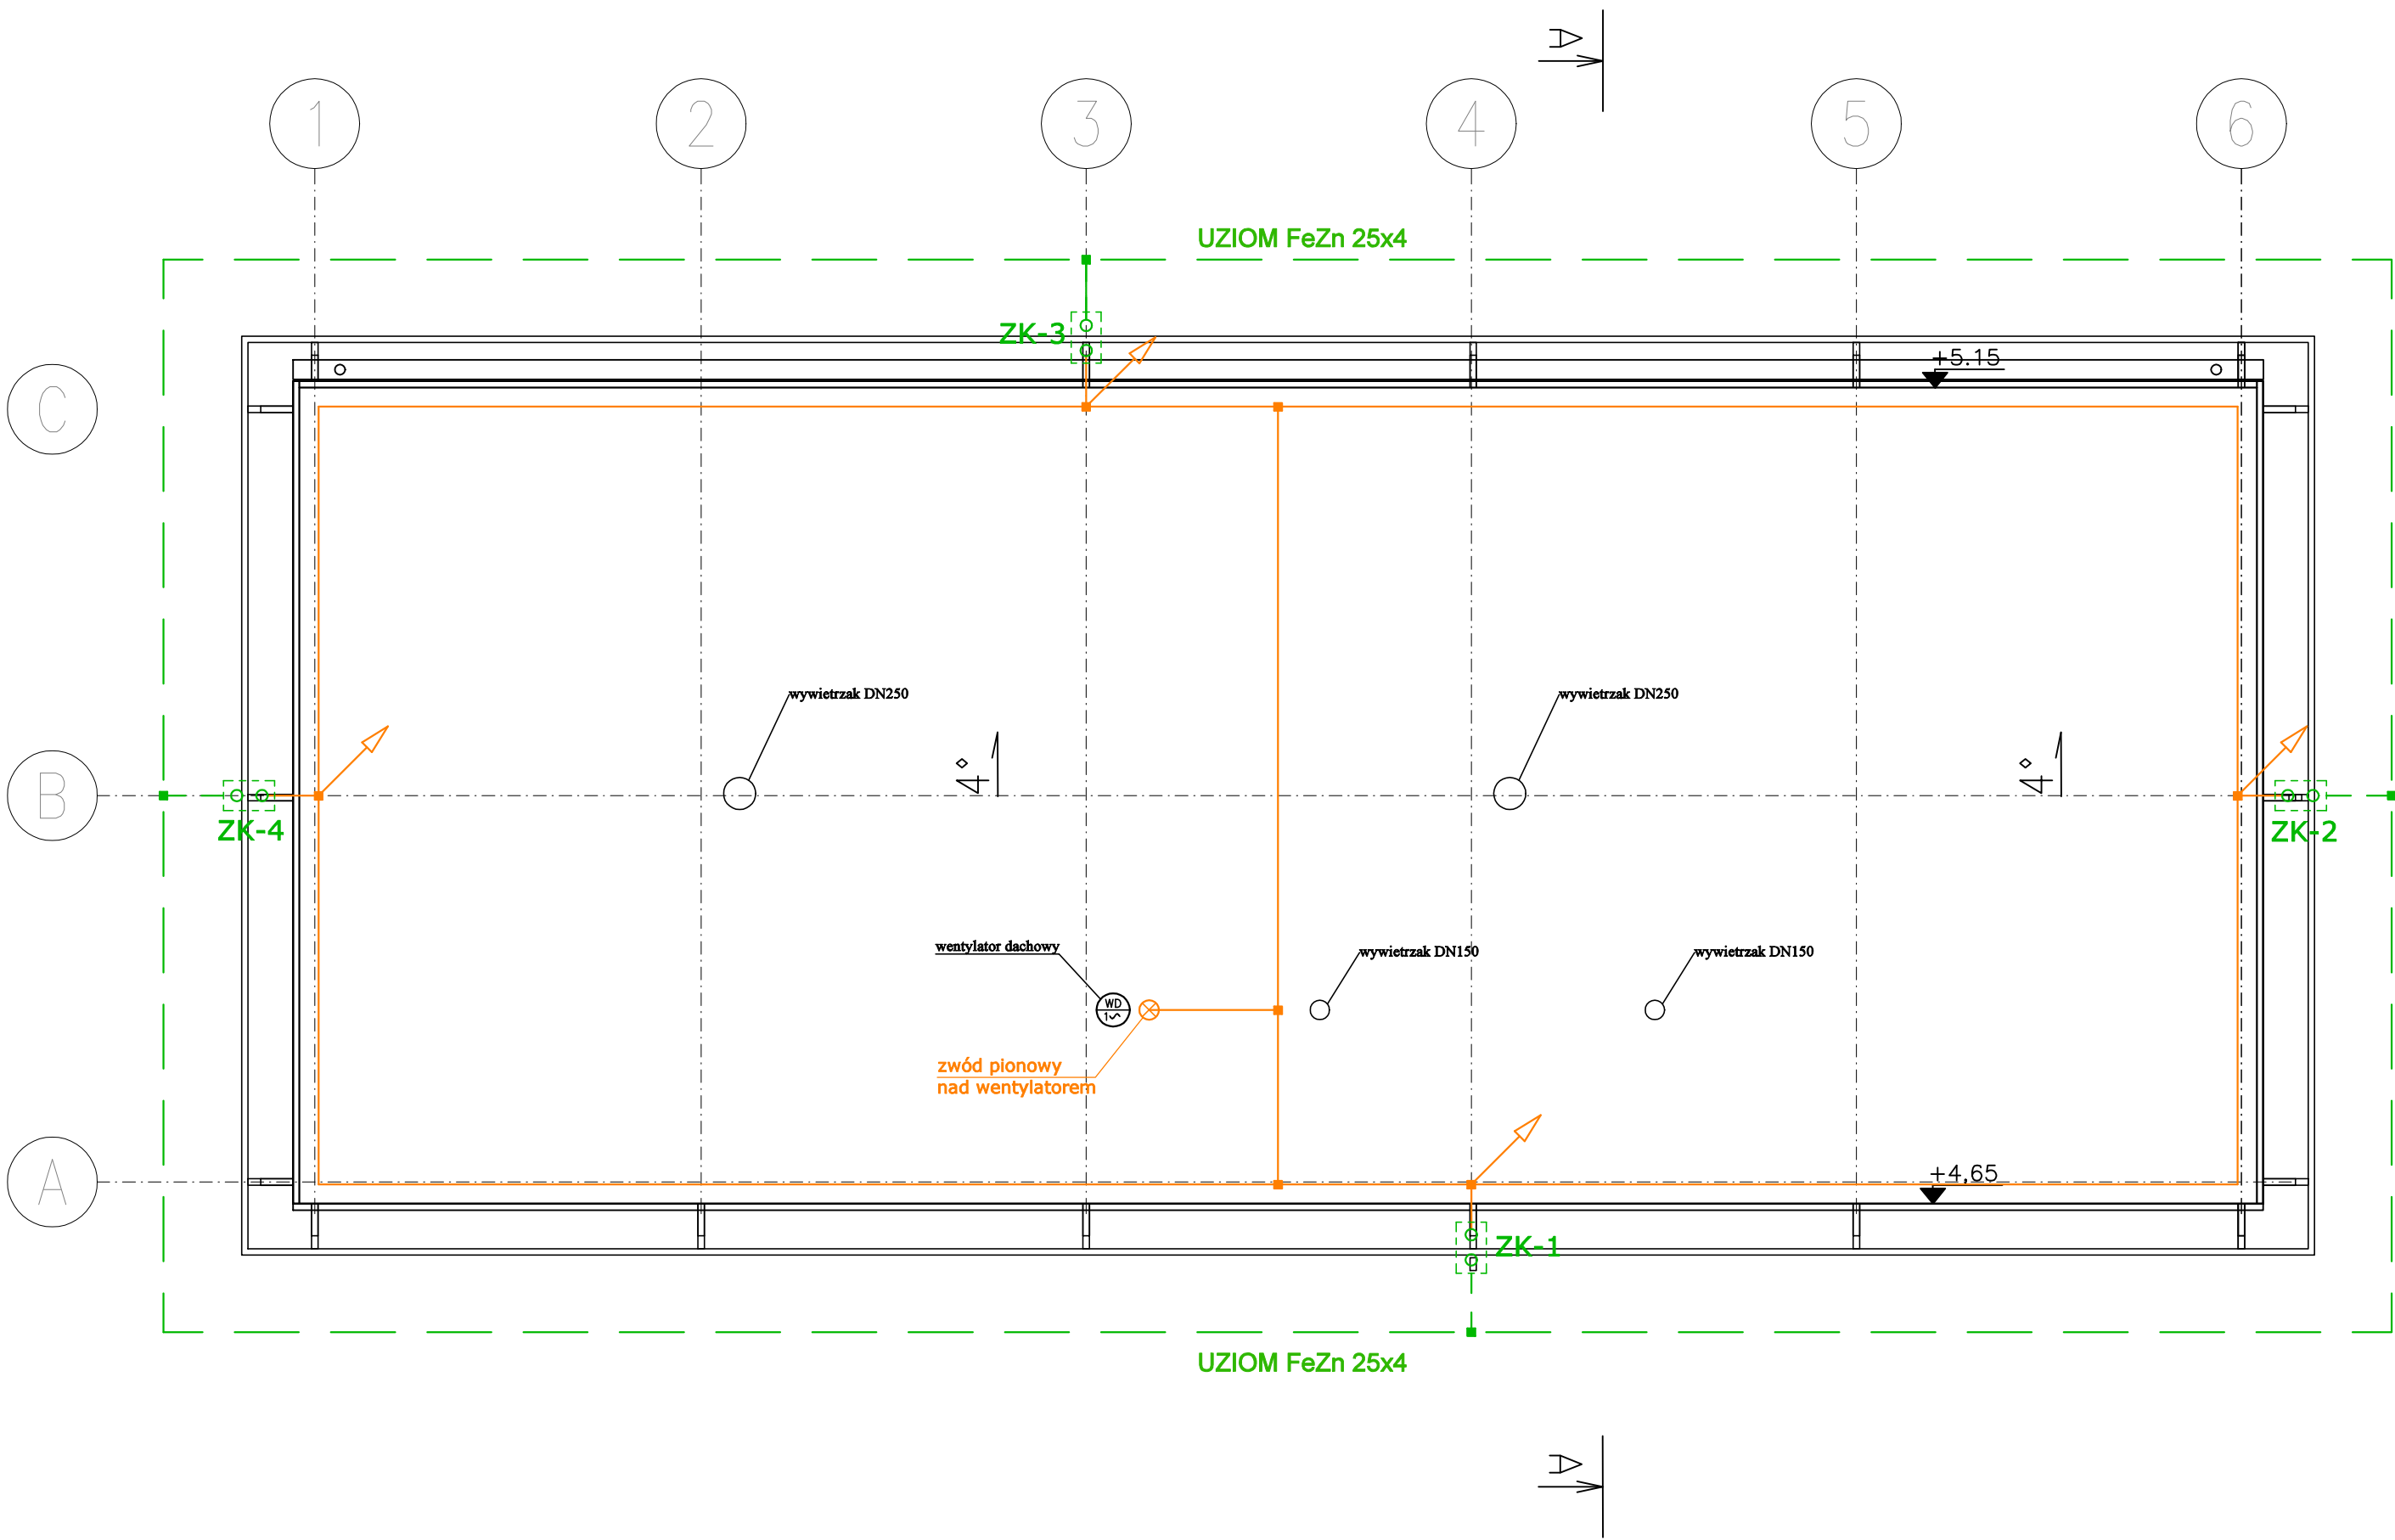 A
1 2 3 4 5 6
UZIOM FeZn 25x4
ZK-3
+5.15
C
wywietrzak DN250
wywietrzak DN250
4°
4°
B
ZK-4
ZK-2
wentylator dachowy
wywietrzak DN150
wywietrzak DN150
WD
1~
zwód pionowy
nad wentylatorem
A
+4,65
ZK-1
UZIOM FeZn 25x4
A